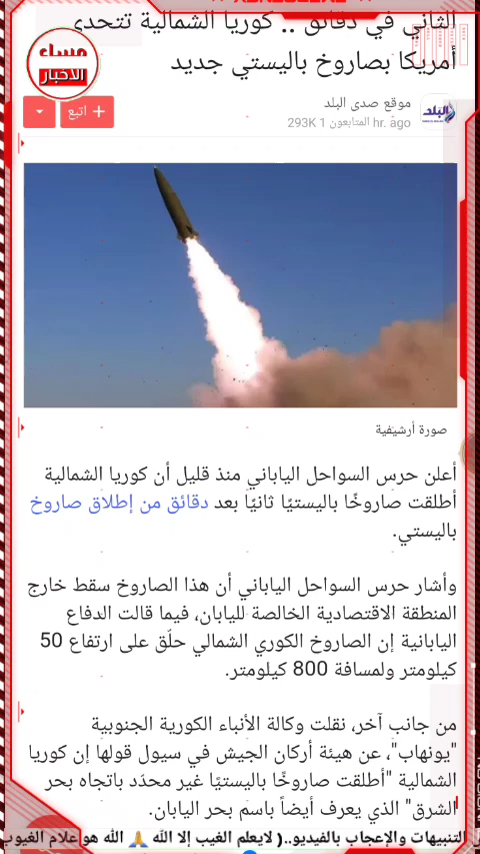 الثاني في دقائق .. كوريا الشمالية تتحدى
أمريكا بصاروخ باليستي جديد
مساء
الاخبار
موقع صدى البلد
293K المتابعون 1 hr. ago
+ اتبع
البلد
صورة أرشيفية
أعلن حرس السواحل الياباني منذ قليل أن كوريا الشمالية
أطلقت صاروخًا باليستيًا ثانيًا بعد دقائق من إطلاق صاروخ
باليستي.
وأشار حرس السواحل الياباني أن هذا الصاروخ سقط خارج
المنطقة الاقتصادية الخالصة لليابان، فيما قالت الدفاع
اليابانية إن الصاروخ الكوري الشمالي حلّق على ارتفاع 50
كيلومتر ولمسافة 800 كيلومتر.
من جانب آخر، نقلت وكالة الأنباء الكورية الجنوبية
"يونهاب"، عن هيئة أركان الجيش في سيول قولها إن كوريا
الشمالية "أطلقت صاروخًا باليستيًا غير محدّد باتجاه بحر
الشرق" الذي يعرف أيضاً باسم بحر اليابان.
التنبيهات والإعجاب بالفيديو..( لايعلم الغيب إلا الله 🙏 الله هو علام الغيوب